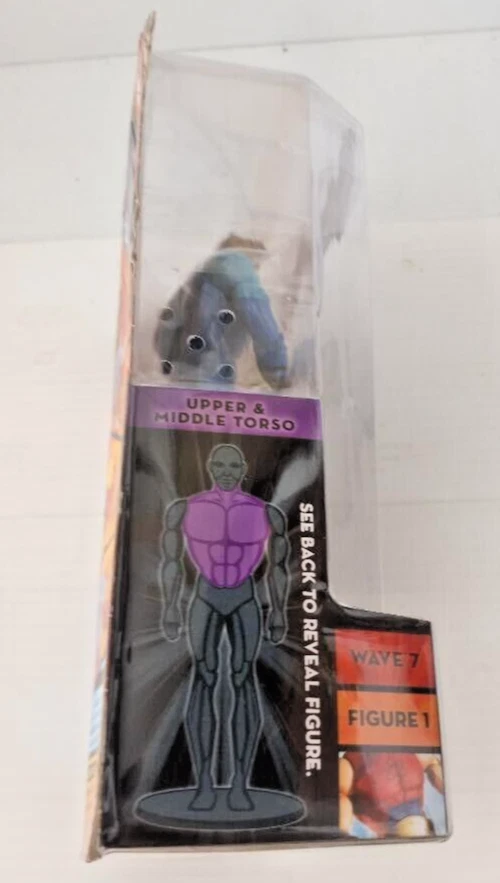 UPPER &
MIDDLE TORSO
SEE BACK TO REVEAL FIGURE.
WAVE 7
FIGURE 1